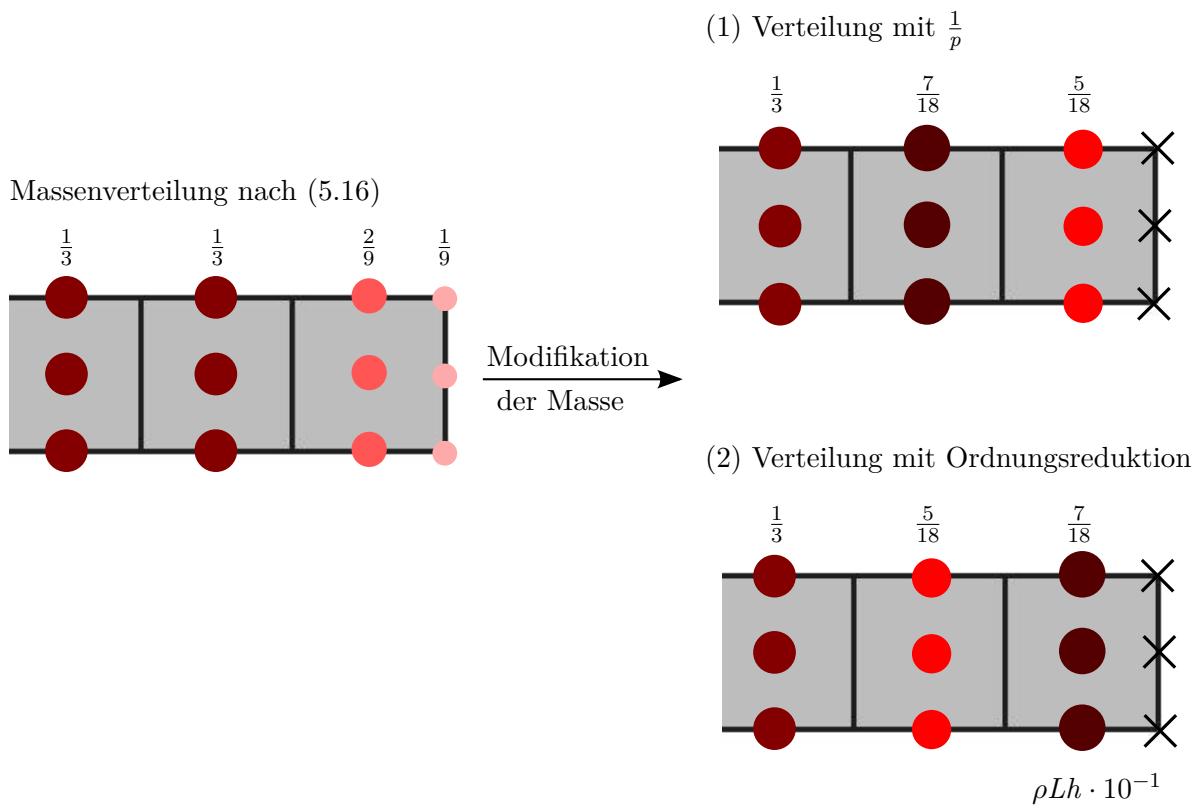 Massenverteilung nach (5.16)
1/3 1/3 2/9 1/9
Modifikation
der Masse
(1) Verteilung mit 1/p
1/3 7/18 5/18
(2) Verteilung mit Ordnungsreduktion
1/3 5/18 7/18
ρLh · 10⁻¹